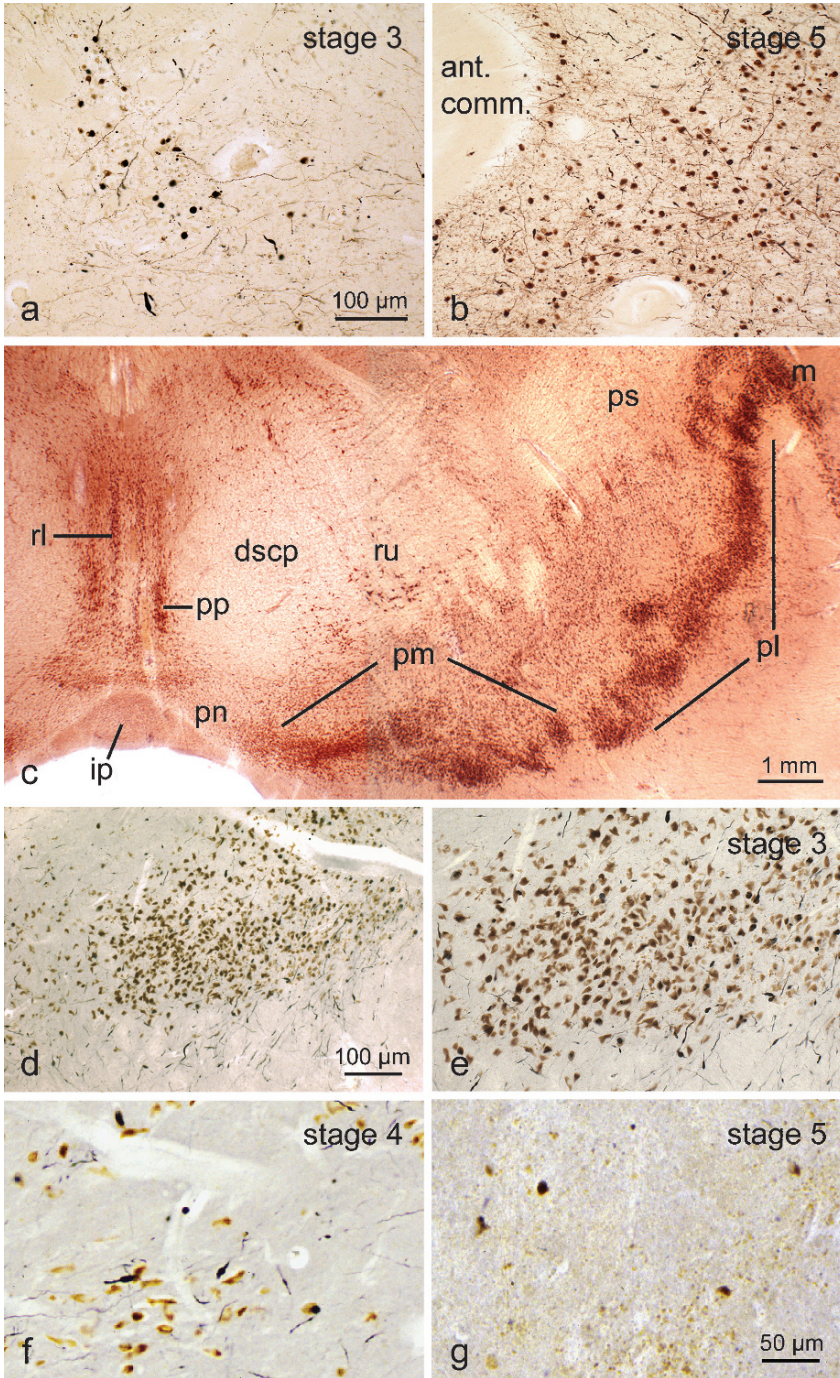 stage 3
100 µm
a
stage 5
ant.
comm.
b
ps
m
rl
dscp
ru
pp
pm
pl
pn
ip
c
1 mm
d
100 µm
stage 3
e
stage 4
f
stage 5
g
50 µm